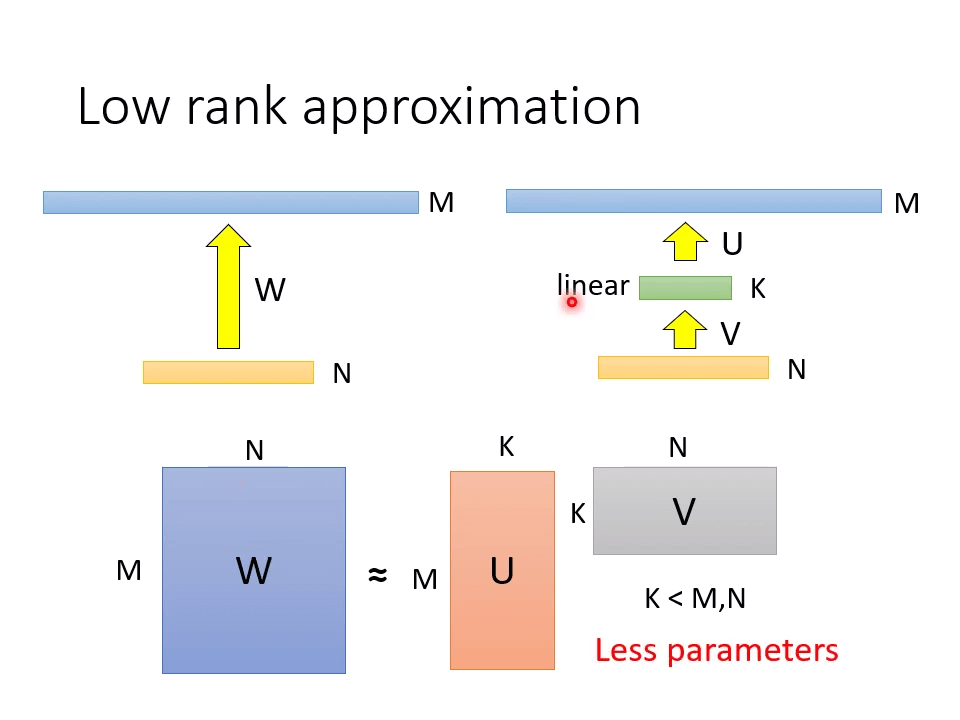 Low rank approximation
M
M
W
U
linear
K
V
N
N
N
K
N
M
W
≈
M
U
K
V
K < M,N
Less parameters